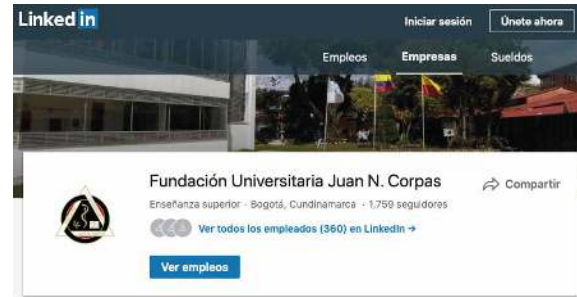 Linked in
Iniciar sesión
Únete ahora
Empleos
Empresas
Sueldos
Fundación Universitaria Juan N. Corpas
Compartir
Enseñanza superior · Bogotá, Cundinamarca · 1,759 seguidores
Ver todos los empleados (360) en LinkedIn →
Ver empleos